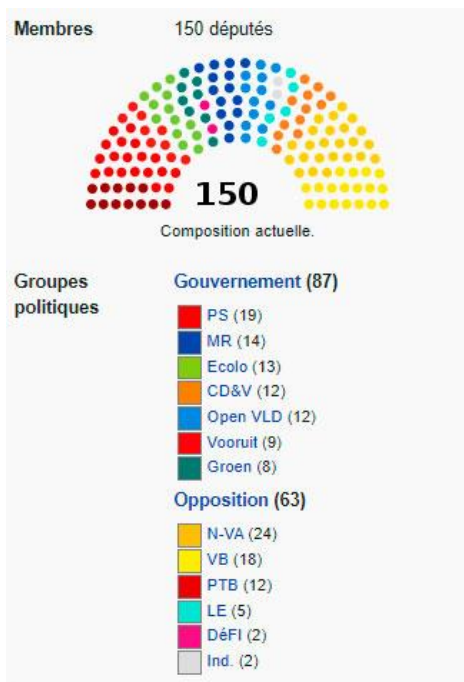 Membres 150 députés
150
Composition actuelle.
Groupes politiques
Gouvernement (87)
PS (19)
MR (14)
Ecolo (13)
CD&V (12)
Open VLD (12)
Vooruit (9)
Groen (8)
Opposition (63)
N-VA (24)
VB (18)
PTB (12)
LE (5)
DéFI (2)
Ind. (2)